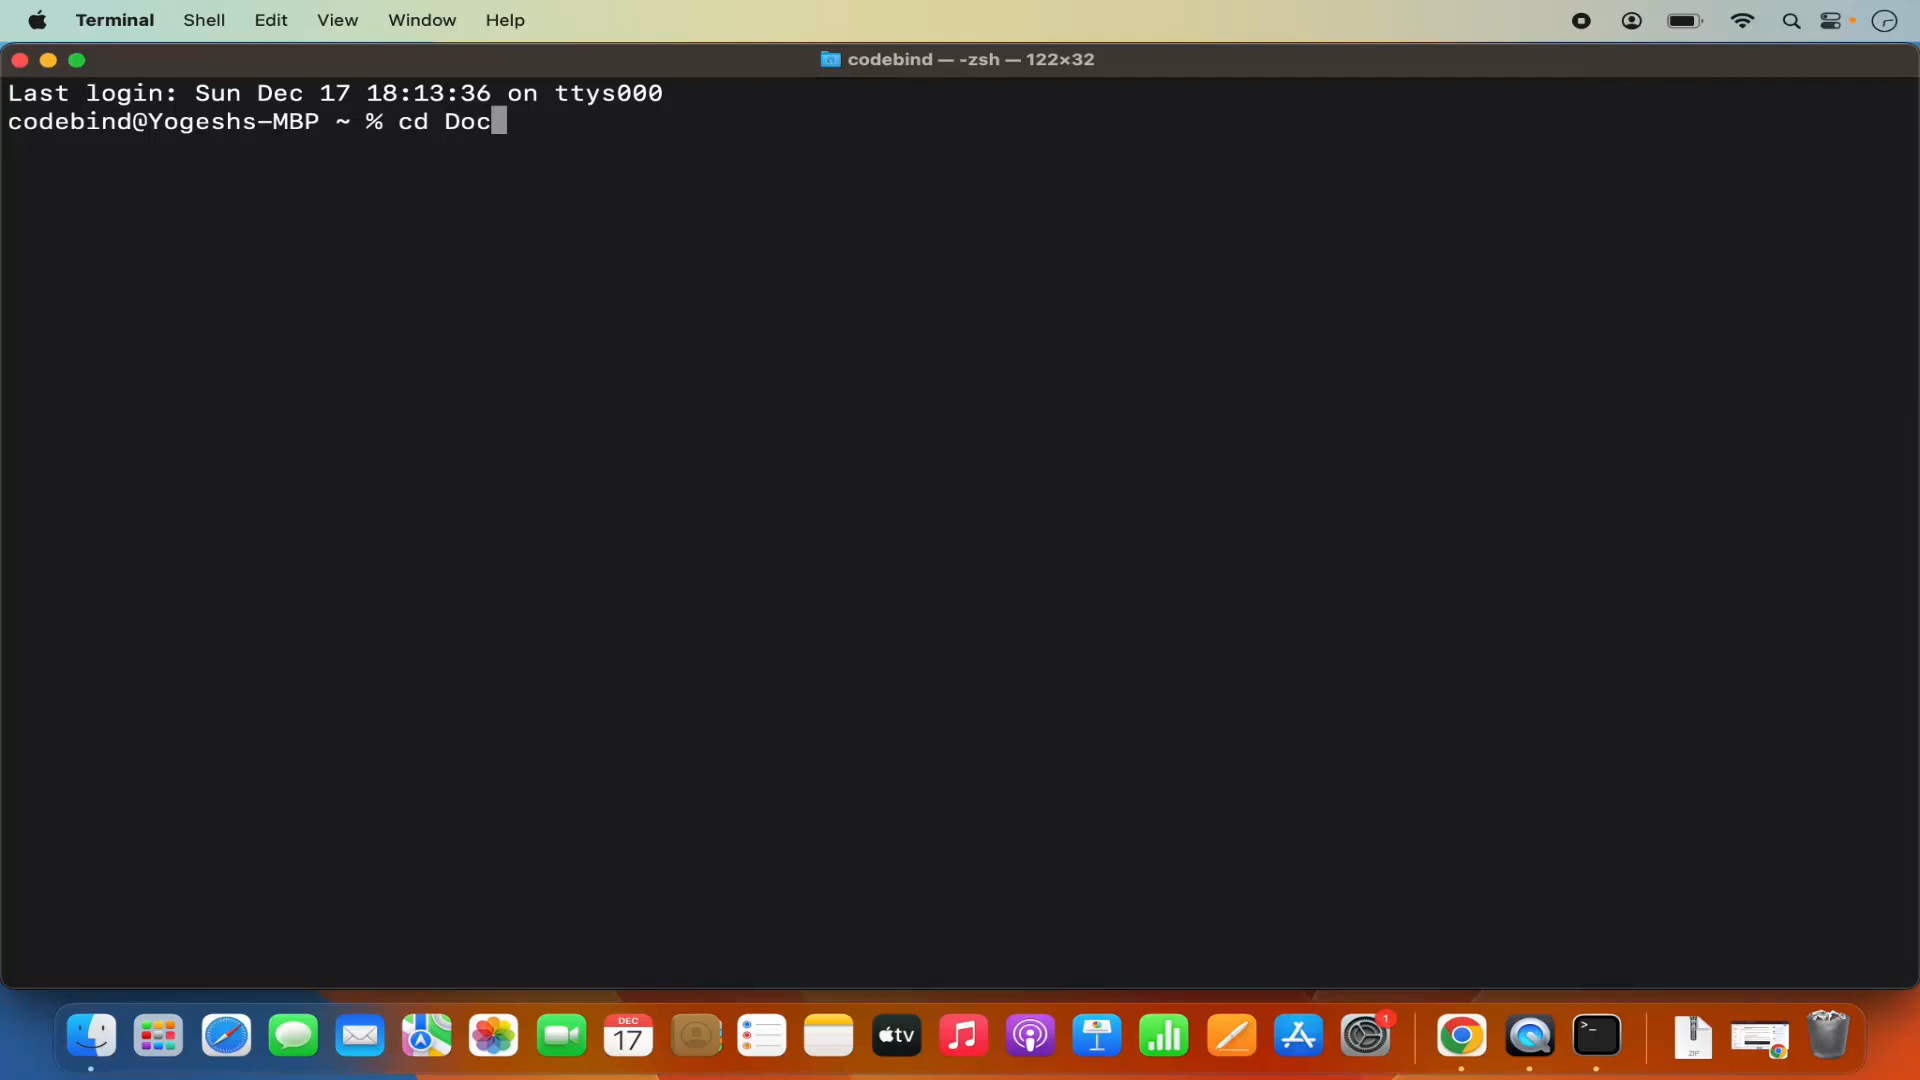 Terminal Shell Edit View Window Help
codebind — -zsh — 122×32
Last login: Sun Dec 17 18:13:36 on ttys000
codebind@Yogeshs-MBP ~ % cd Doc
DEC
17
tv
1
>_
ZIP